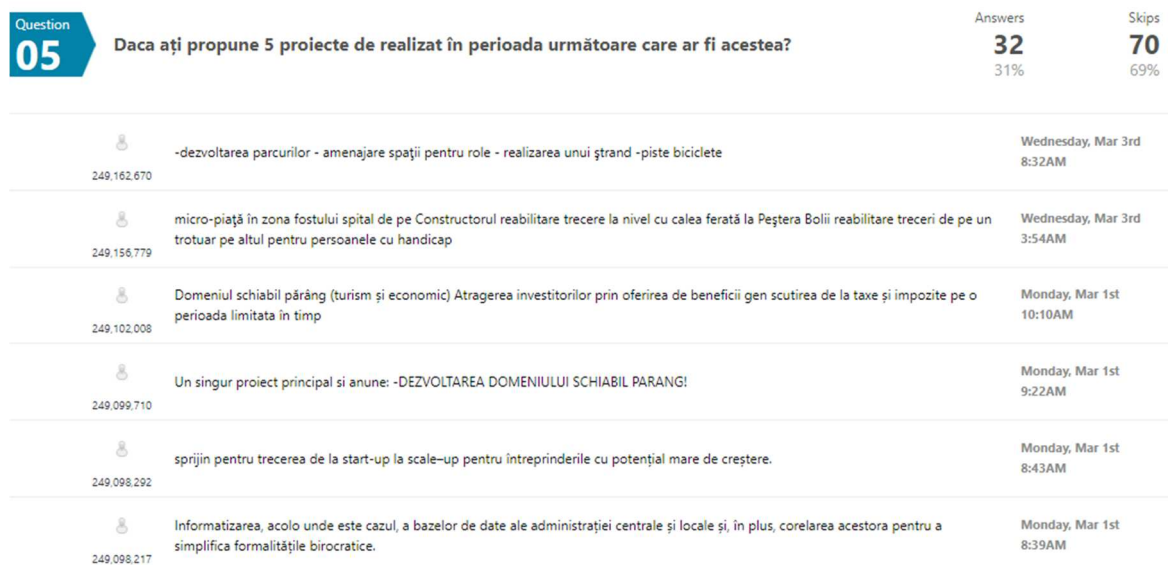 Question
05
Daca ați propune 5 proiecte de realizat în perioada următoare care ar fi acestea?
Answers
32
31%
Skips
70
69%
249,162,670
-dezvoltarea parcurilor - amenajare spaţii pentru role - realizarea unui ştrand -piste biciclete
Wednesday, Mar 3rd
8:32AM
249,156,779
micro-piaţă în zona fostului spital de pe Constructorul reabilitare trecere la nivel cu calea ferată la Peştera Bolii reabilitare treceri de pe un
trotuar pe altul pentru persoanele cu handicap
Wednesday, Mar 3rd
3:54AM
249,102,008
Domeniul schiabil părâng (turism și economic) Atragerea investitorilor prin oferirea de beneficii gen scutirea de la taxe și impozite pe o
perioada limitata în timp
Monday, Mar 1st
10:10AM
249,099,710
Un singur proiect principal si anune: -DEZVOLTAREA DOMENIULUI SCHIABIL PARANG!
Monday, Mar 1st
9:22AM
249,098,292
sprijin pentru trecerea de la start-up la scale–up pentru întreprinderile cu potențial mare de creștere.
Monday, Mar 1st
8:43AM
249,098,217
Informatizarea, acolo unde este cazul, a bazelor de date ale administrației centrale și locale și, în plus, corelarea acestora pentru a
simplifica formalitățile birocratice.
Monday, Mar 1st
8:39AM